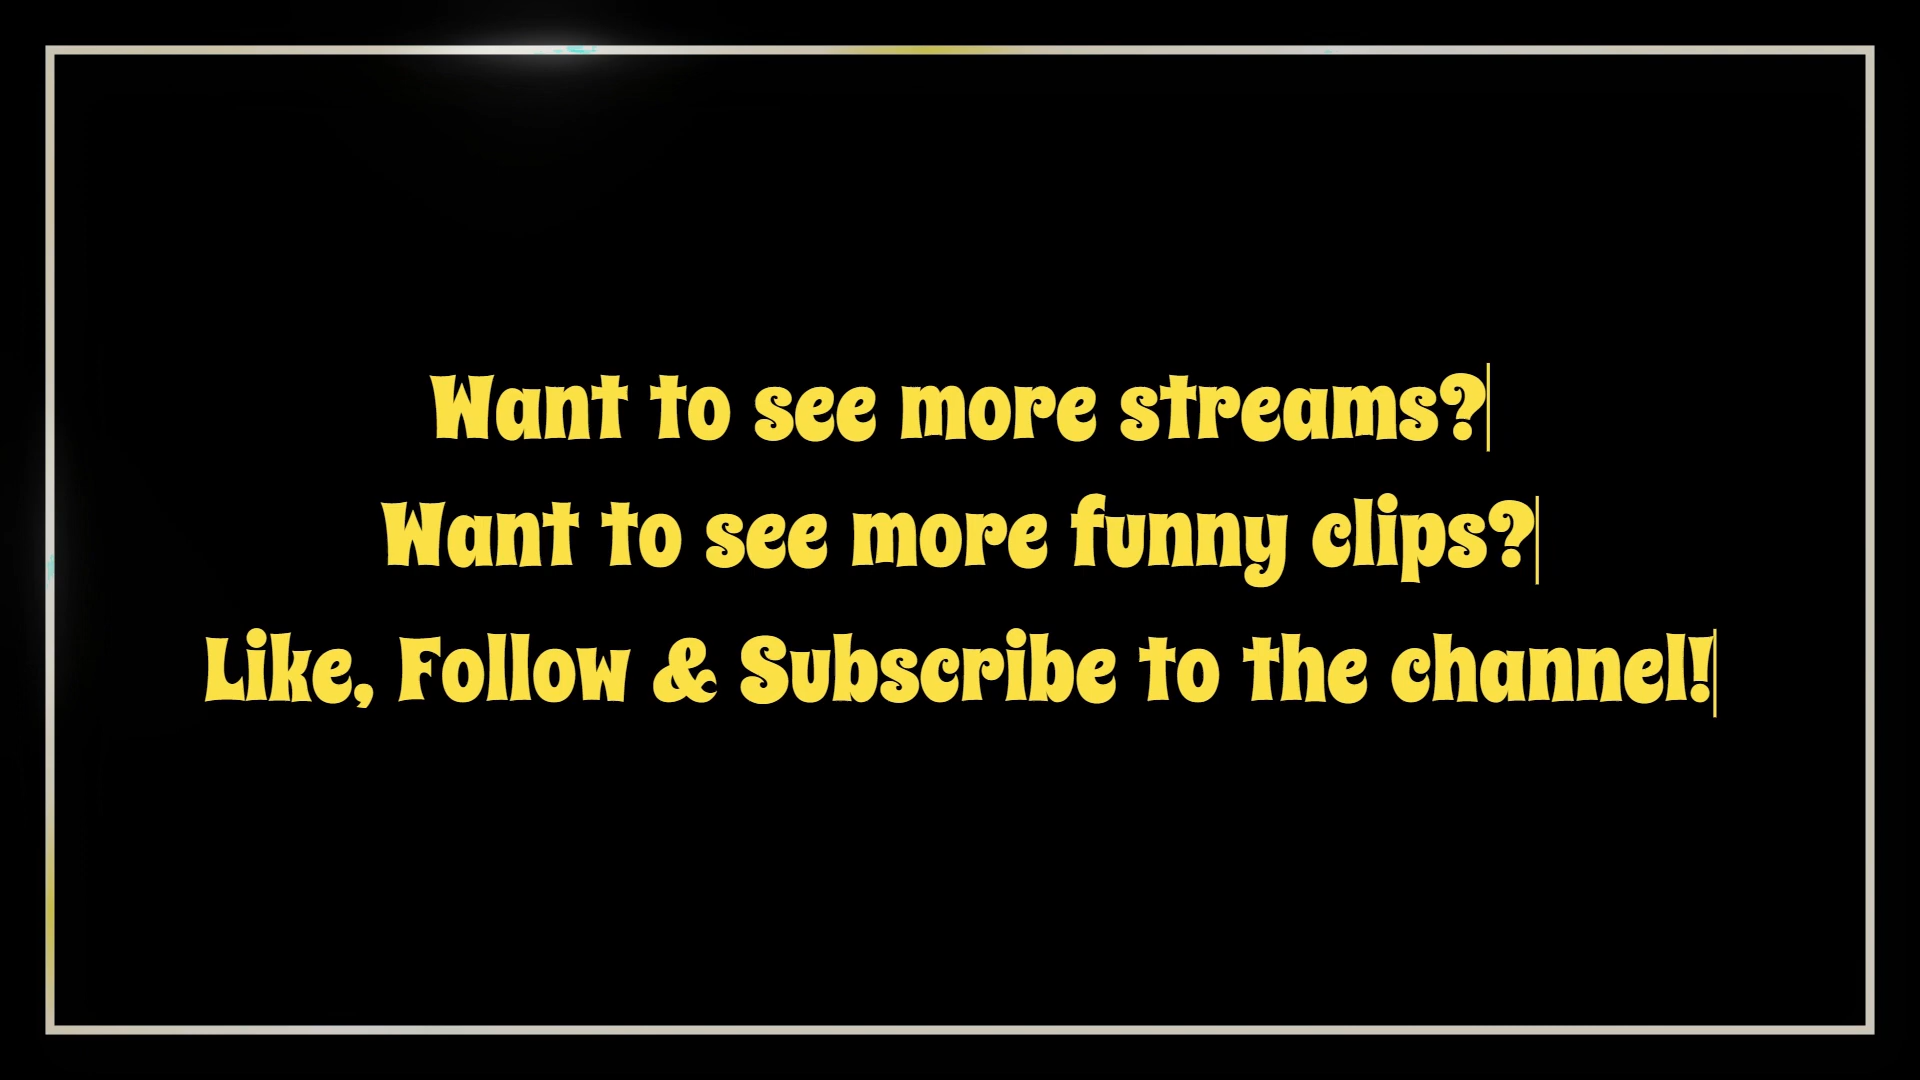 Want to see more streams?
Want to see more funny clips?
Like, Follow & Subscribe to the channel!